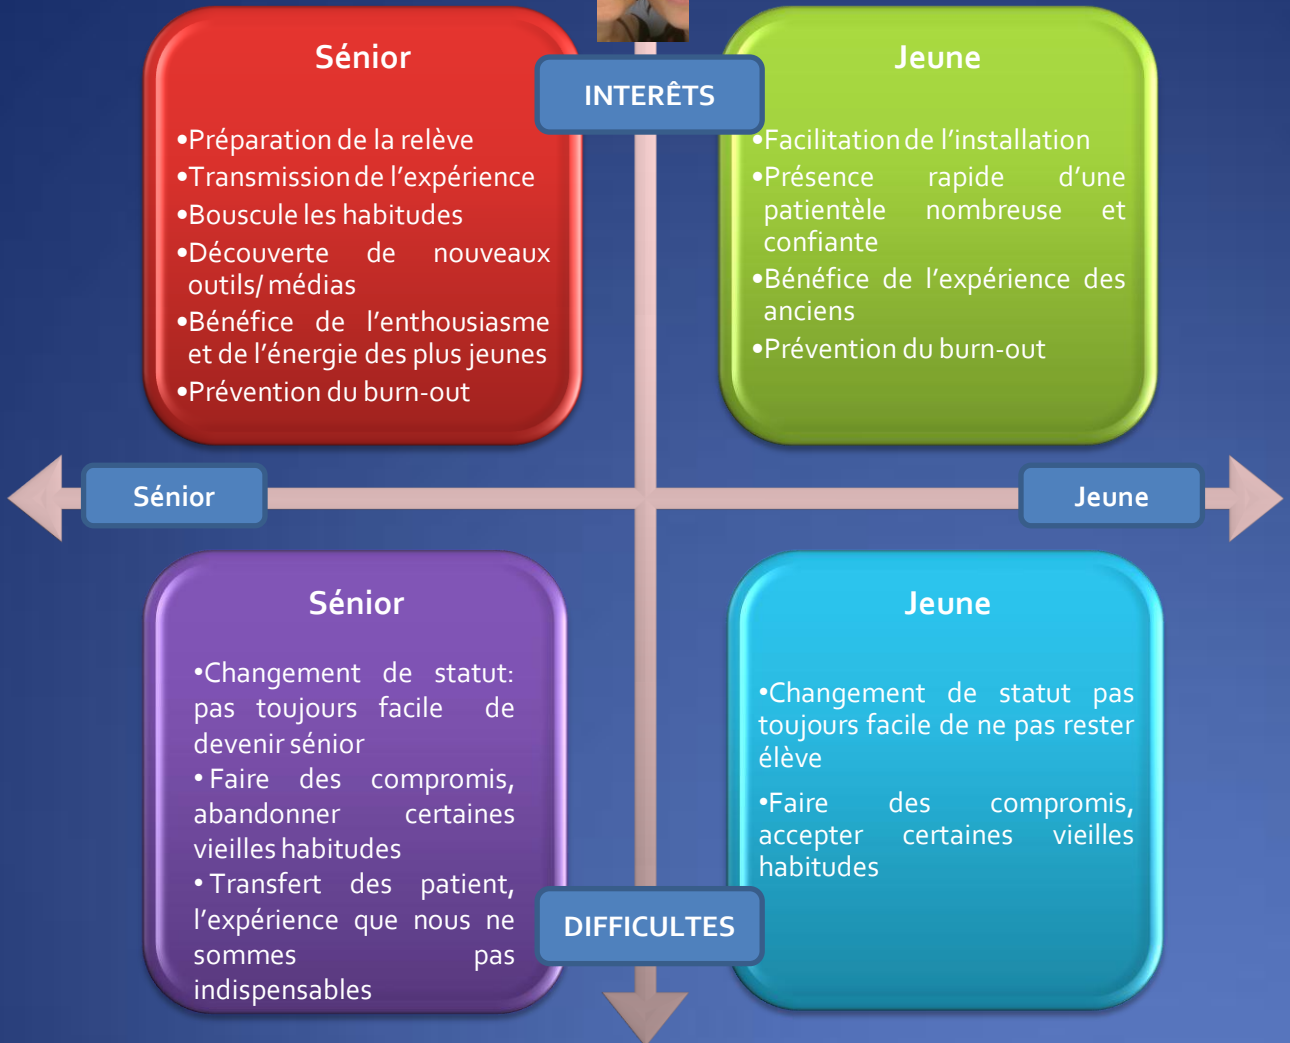 INTERÊTS
Sénior
•Préparation de la relève
•Transmission de l'expérience
•Bouscule les habitudes
•Découverte de nouveaux
outils/ médias
•Bénéfice de l'enthousiasme
et de l'énergie des plus jeunes
•Prévention du burn-out
Jeune
•Facilitation de l'installation
•Présence rapide d'une
patientèle nombreuse et
confiante
•Bénéfice de l'expérience des
anciens
•Prévention du burn-out
Sénior
Jeune
Sénior
•Changement de statut:
pas toujours facile de
devenir sénior
• Faire des compromis,
abandonner certaines
vieilles habitudes
• Transfert des patient,
l'expérience que nous ne
sommes pas
indispensables
Jeune
•Changement de statut pas
toujours facile de ne pas rester
élève
•Faire des compromis,
accepter certaines vieilles
habitudes
DIFFICULTES